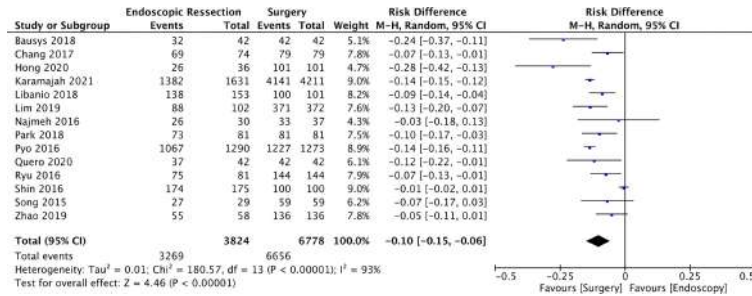 Endoscopic Ressection Surgery Risk Difference Risk Difference
Study or Subgroup Events Total Events Total Weight M-H, Random, 95% CI M-H, Random, 95% CI
Bausys 2018 32 42 42 42 5.1% -0.24 [-0.37, -0.11]
Chang 2017 69 74 79 79 7.8% -0.07 [-0.13, -0.01]
Hong 2020 26 36 101 101 4.6% -0.28 [-0.42, -0.13]
Karamajah 2021 1382 1631 4141 4211 9.0% -0.14 [-0.15, -0.12]
Libanio 2018 138 153 100 101 8.6% -0.09 [-0.14, -0.04]
Lim 2019 88 102 371 372 7.6% -0.13 [-0.20, -0.07]
Najmeh 2016 26 30 33 37 4.2% -0.03 [-0.18, 0.13]
Park 2018 73 81 81 81 7.6% -0.10 [-0.17, -0.03]
Pyo 2016 1067 1290 1227 1273 8.9% -0.14 [-0.16, -0.11]
Quero 2020 37 42 42 42 6.2% -0.12 [-0.22, -0.01]
Ryu 2016 75 81 144 144 7.9% -0.07 [-0.13, -0.01]
Shin 2016 174 175 100 100 9.0% -0.01 [-0.02, 0.01]
Song 2015 27 29 59 59 6.2% -0.07 [-0.17, 0.03]
Zhao 2019 55 58 136 136 7.8% -0.05 [-0.11, 0.01]
Total (95% CI) 3824 6778 100.0% -0.10 [-0.15, -0.06]
Total events 3269 6656
Heterogeneity: Tau² = 0.01; Chi² = 180.57, df = 13 (P < 0.00001); I² = 93%
Test for overall effect: Z = 4.46 (P < 0.00001)
-0.5 -0.25 0 0.25 0.5
Favours [Surgery] Favours [Endoscopy]